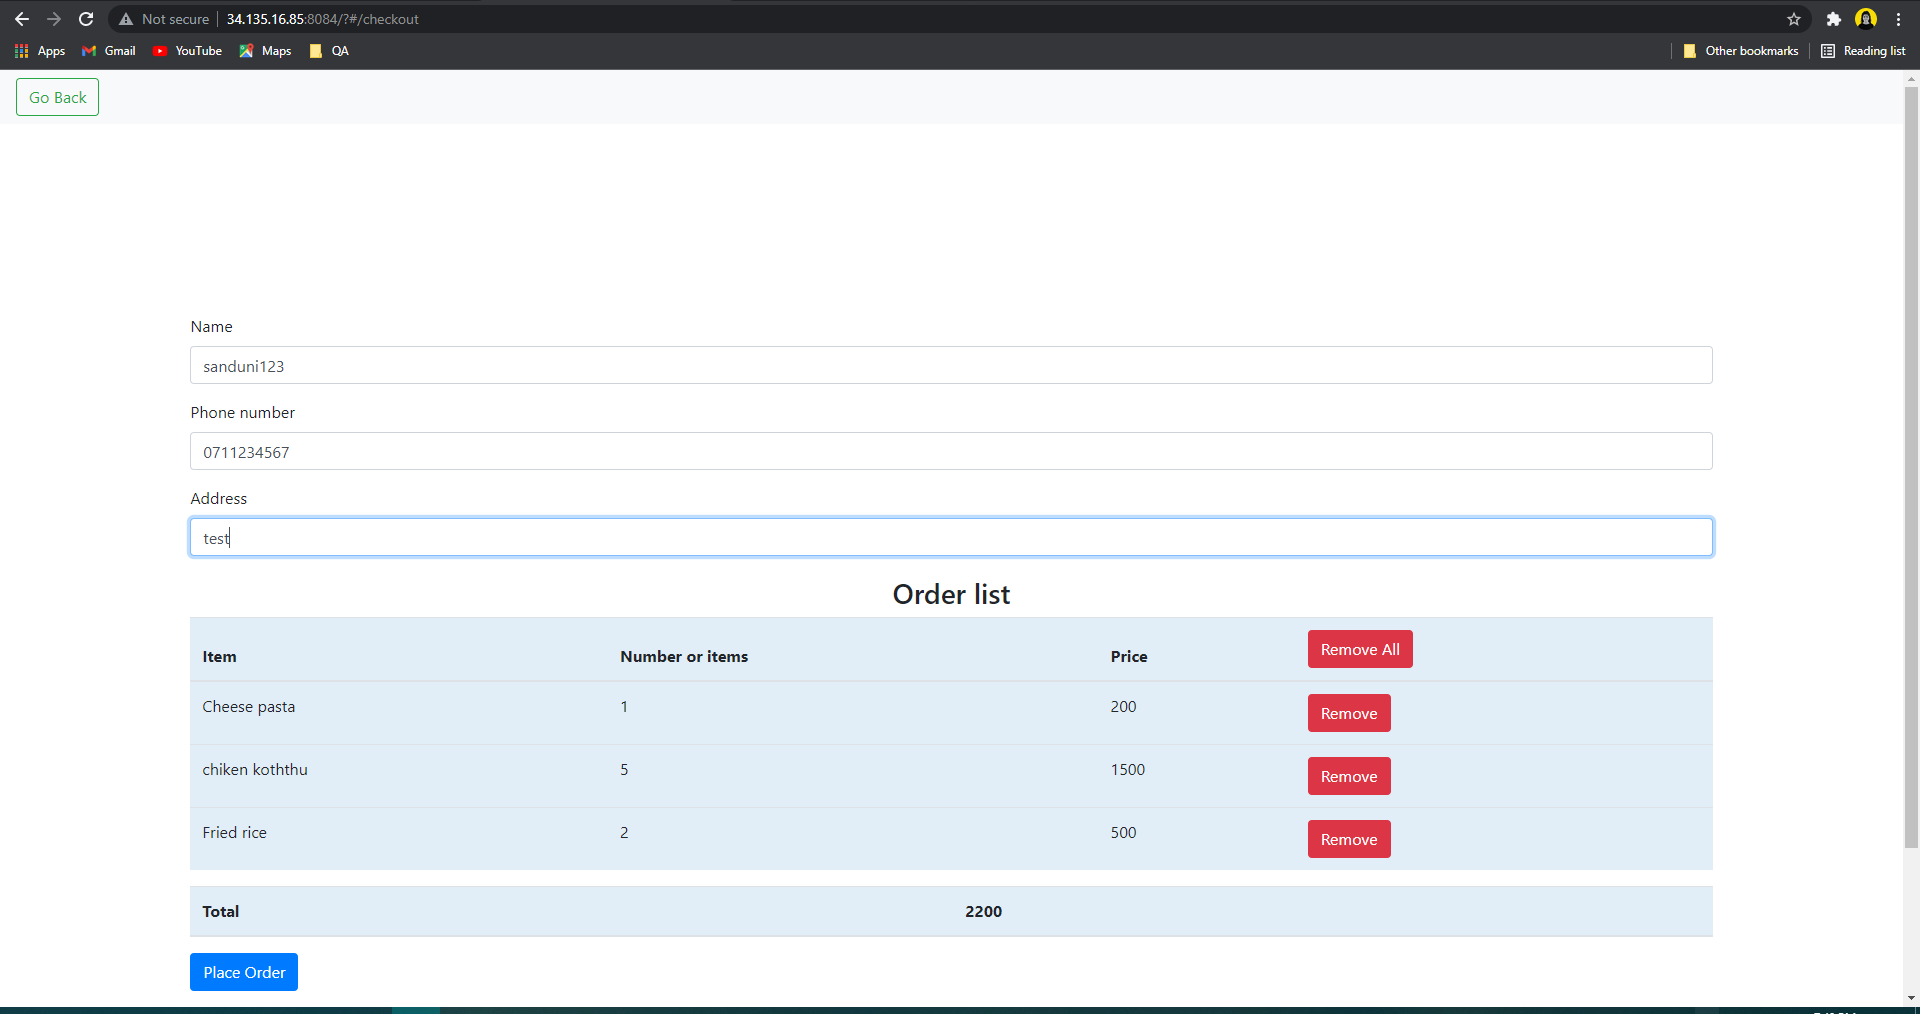 Not secure 34.135.16.85:8084/?#/checkout
Apps Gmail YouTube Maps QA Other bookmarks Reading list
Go Back
Name
sanduni123
Phone number
0711234567
Address
test
Order list
Item Number or items Price Remove All
Cheese pasta 1 200 Remove
chiken koththu 5 1500 Remove
Fried rice 2 500 Remove
Total 2200
Place Order